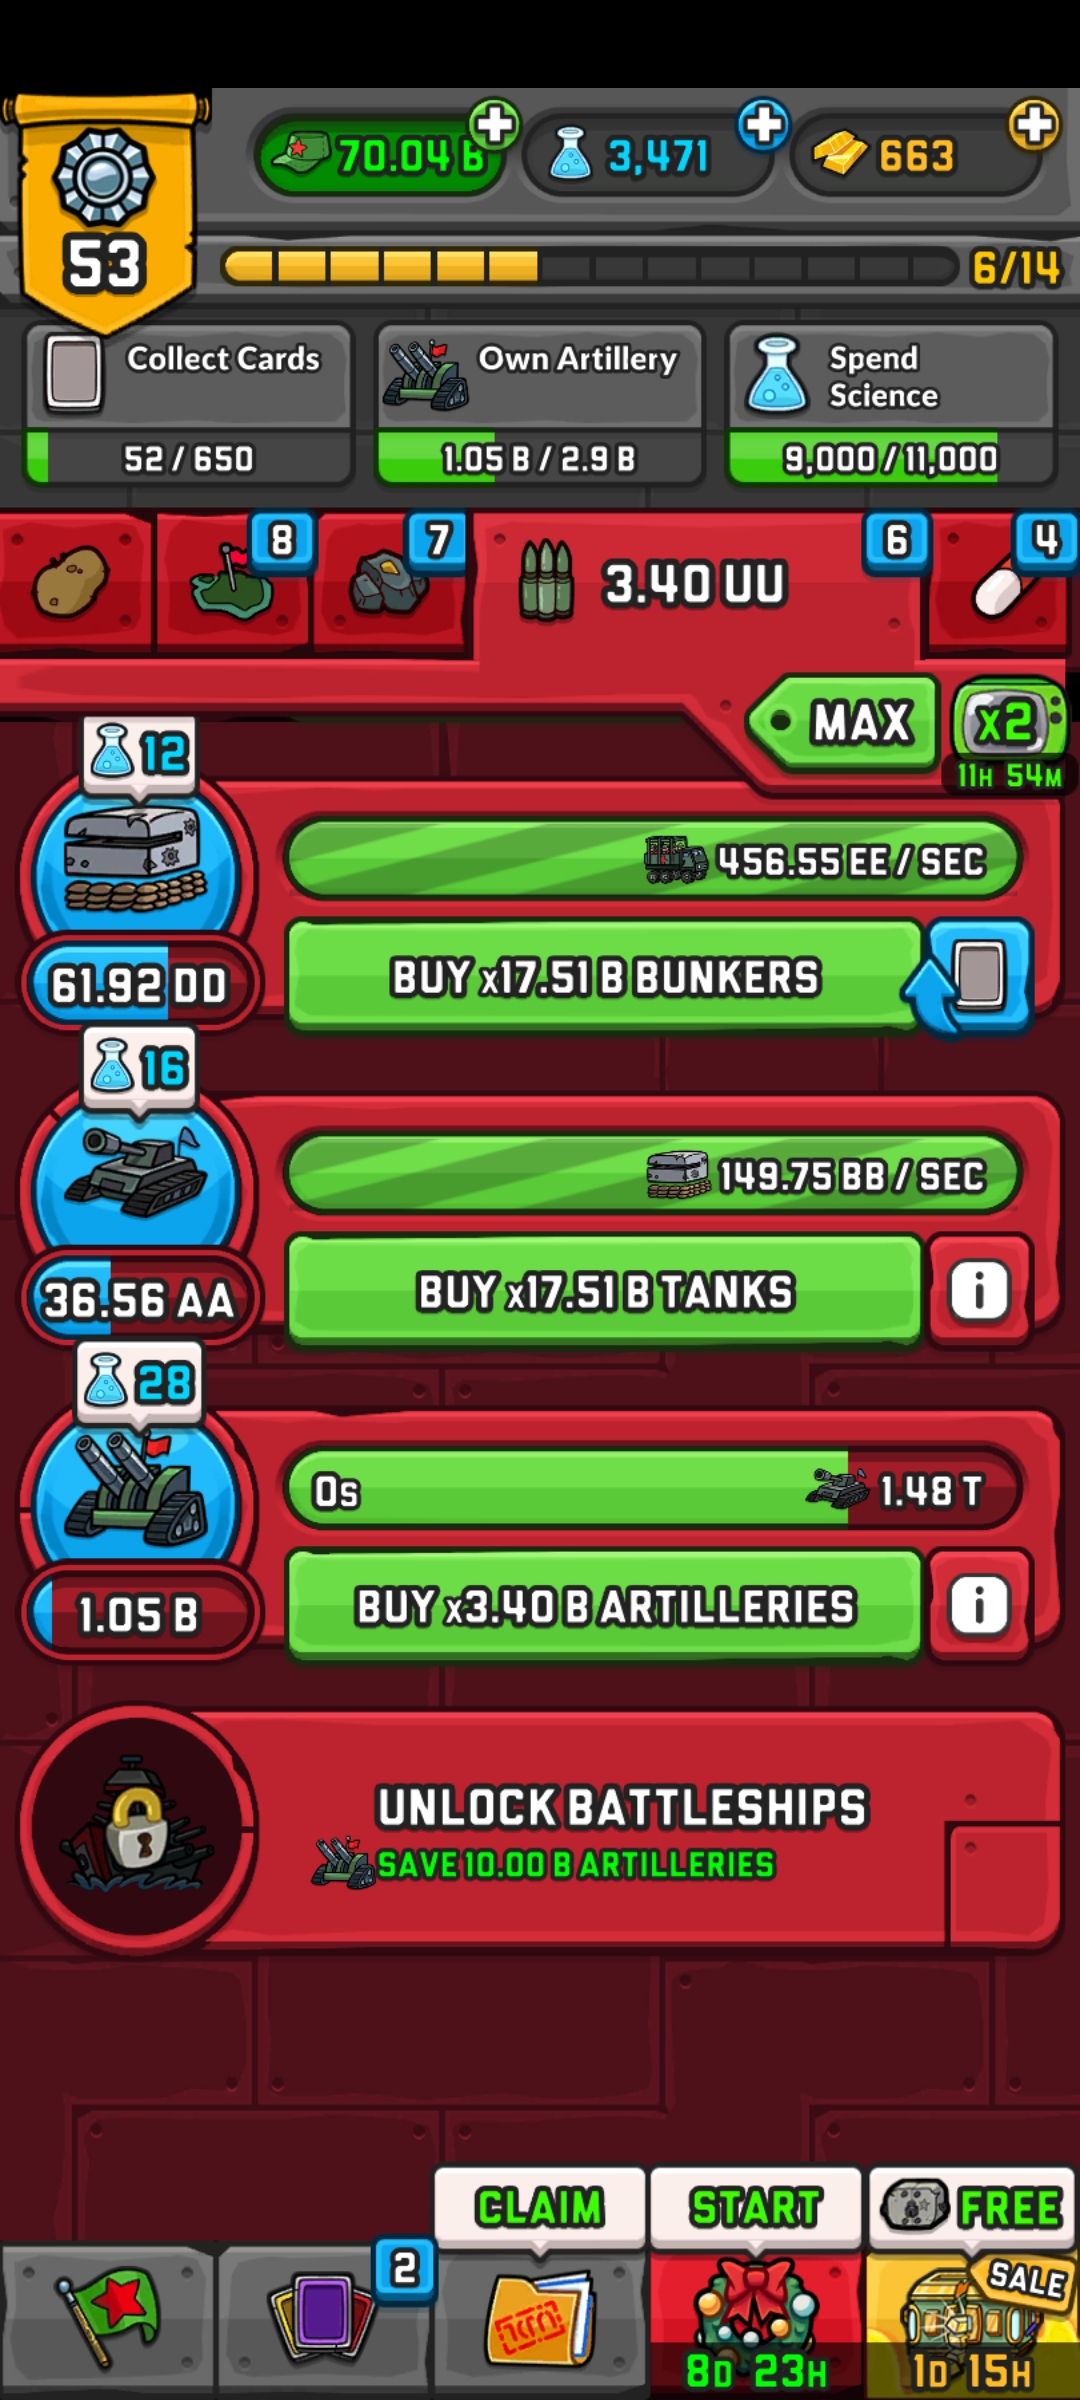 70.04 B
3,471
663
53
6/14
Collect Cards
52 / 650
Own Artillery
1.05 B / 2.9 B
Spend
Science
9,000 / 11,000
8
7
3.40 UU
6
4
MAX
x2
11H 54M
12
456.55 EE / SEC
61.92 DD
BUY x17.51 B BUNKERS
16
149.75 BB / SEC
36.56 AA
BUY x17.51 B TANKS
i
28
0s
1.48 T
1.05 B
BUY x3.40 B ARTILLERIES
i
UNLOCK BATTLESHIPS
SAVE 10.00 B ARTILLERIES
CLAIM
START
FREE
2
SALE
8D 23H
1D 15H